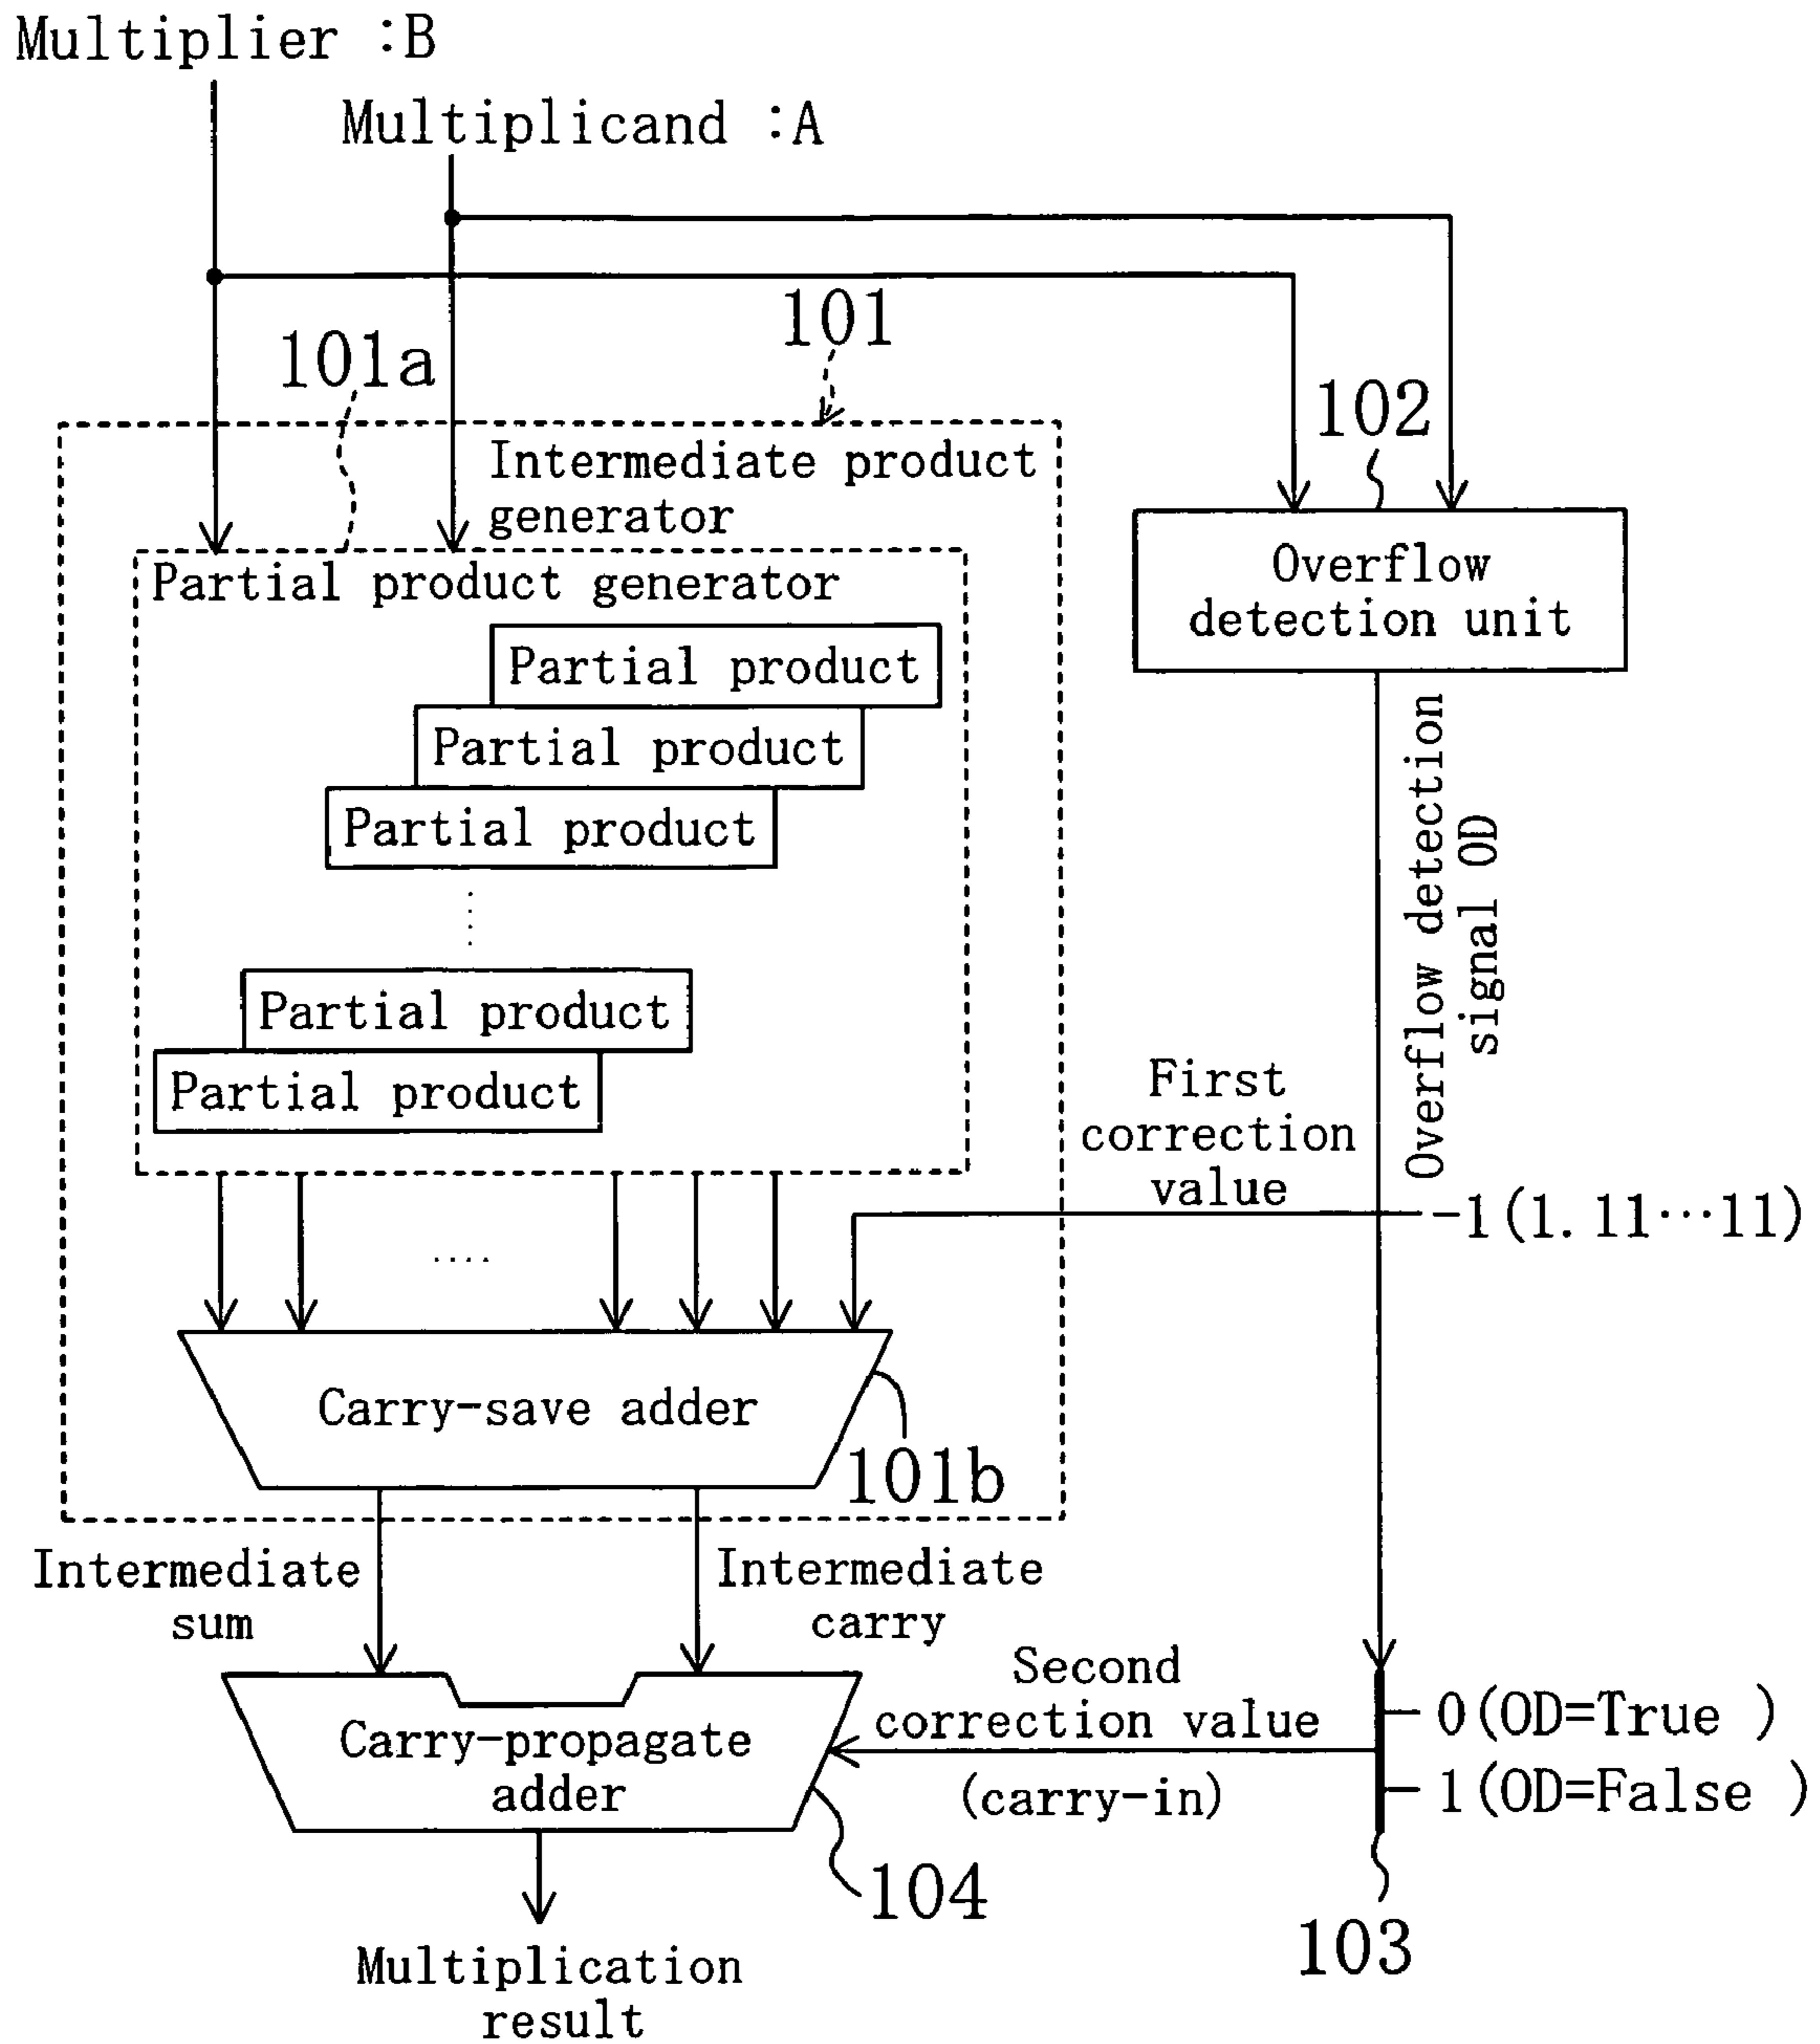 Multiplier :B
Multiplicand :A
101
101a
102
Intermediate product
generator
Overflow
detection unit
Partial product generator
Partial product
Partial product
Partial product
Partial product
Partial product
Overflow detection
signal OD
First
correction
value
-1(1.11···11)
Carry-save adder
101b
Intermediate
sum
Intermediate
carry
Second
correction value
(carry-in)
0(OD=True )
1(OD=False )
Carry-propagate
adder
104
103
Multiplication
result